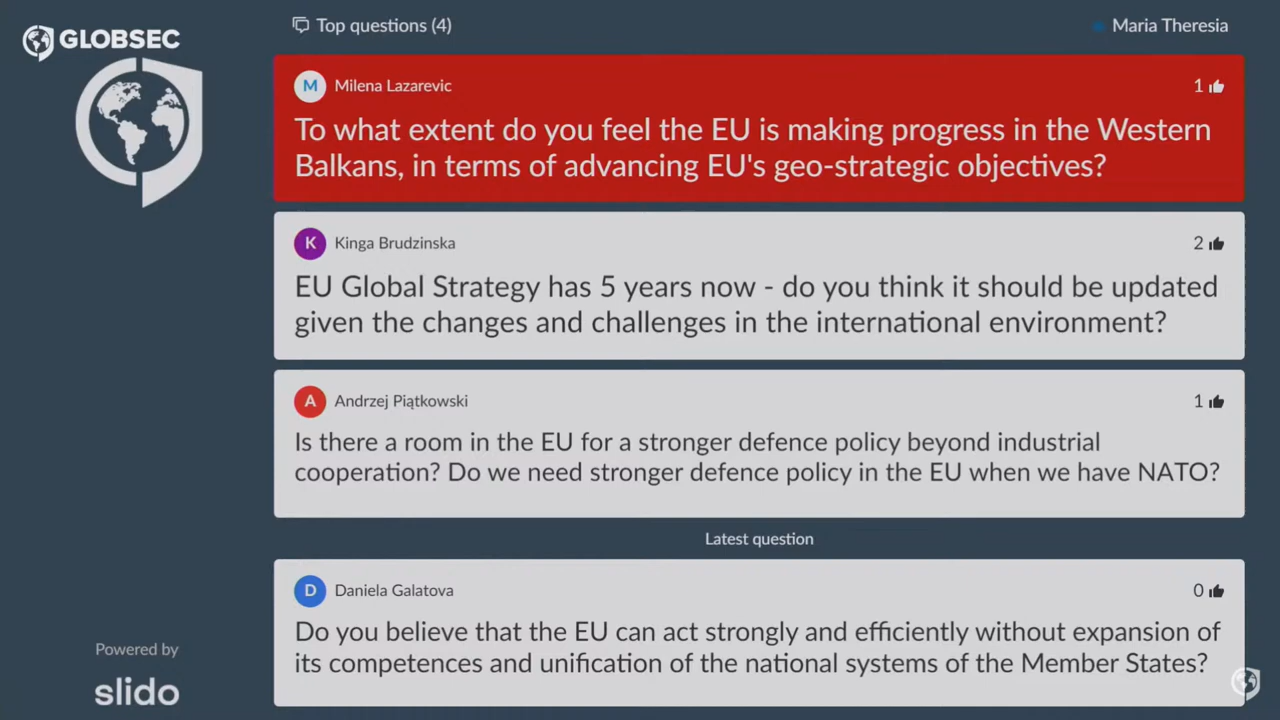 GLOBSEC
Top questions (4)
Maria Theresia
M
Milena Lazarevic
1
To what extent do you feel the EU is making progress in the Western
Balkans, in terms of advancing EU's geo-strategic objectives?
K
Kinga Brudzinska
2
EU Global Strategy has 5 years now - do you think it should be updated
given the changes and challenges in the international environment?
A
Andrzej Piątkowski
1
Is there a room in the EU for a stronger defence policy beyond industrial
cooperation? Do we need stronger defence policy in the EU when we have NATO?
Latest question
D
Daniela Galatova
0
Do you believe that the EU can act strongly and efficiently without expansion of
its competences and unification of the national systems of the Member States?
Powered by
slido